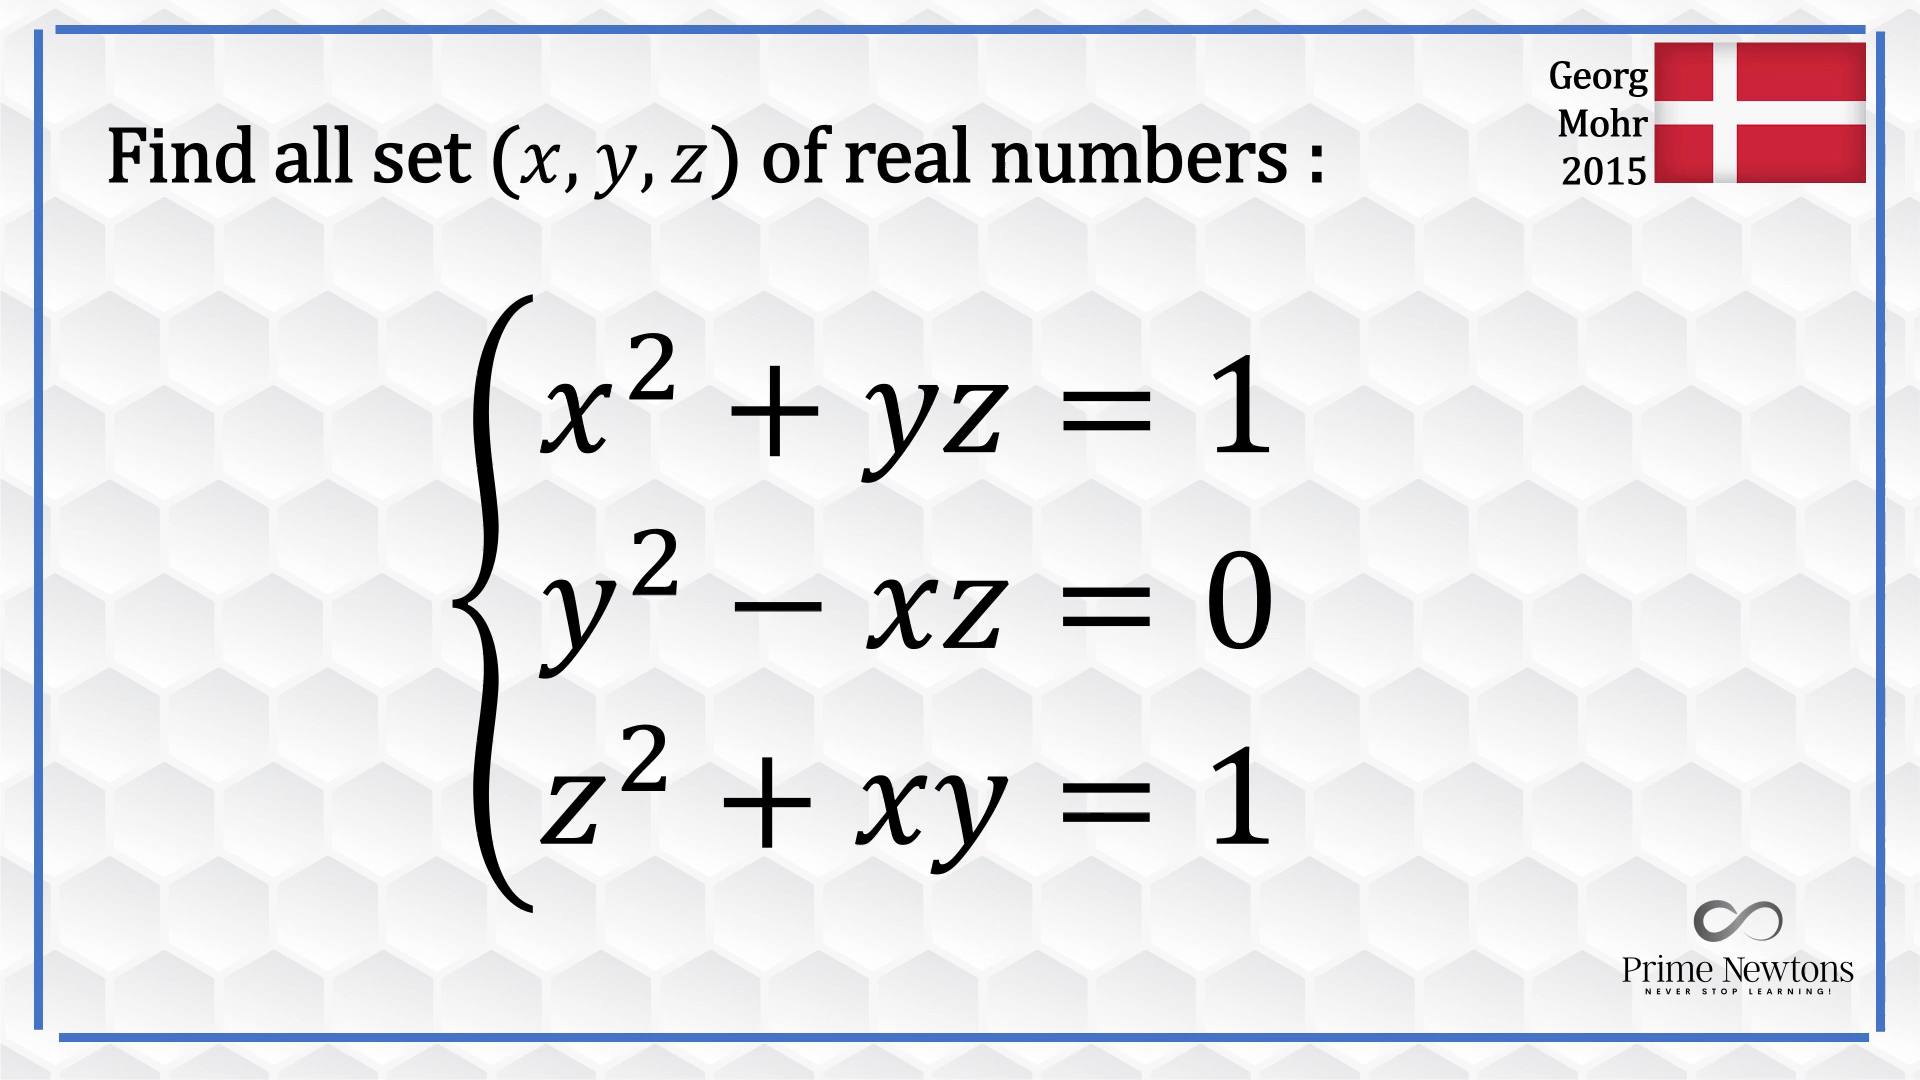 Georg
Mohr
2015
Find all set (x, y, z) of real numbers :
x² + yz = 1
y² − xz = 0
z² + xy = 1
Prime Newtons
NEVER STOP LEARNING!